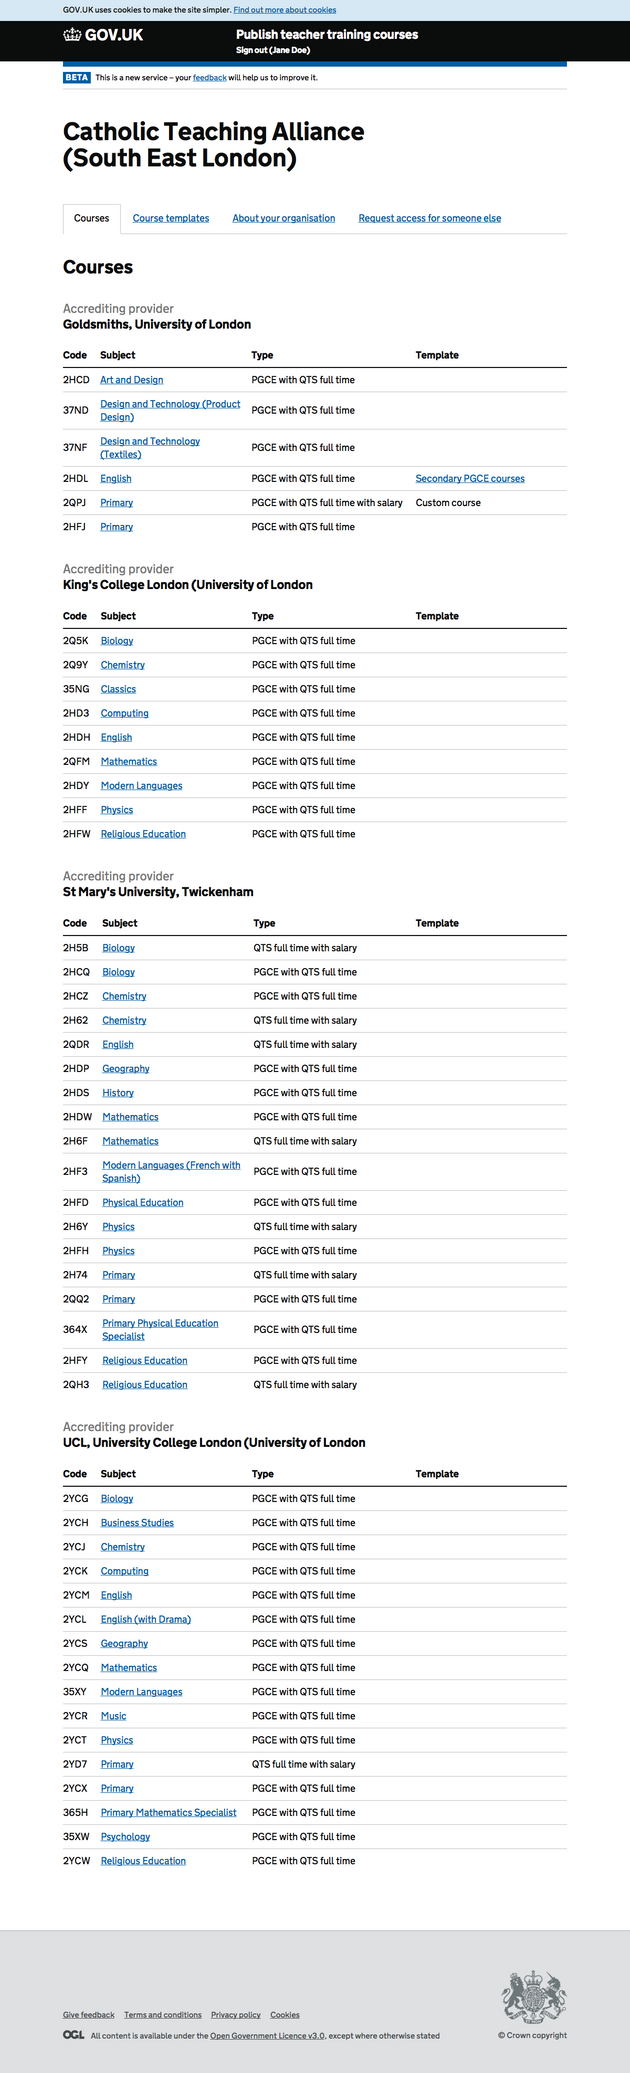 GOV.UK uses cookies to make the site simpler. Find out more about cookies
GOV.UK
Publish teacher training courses
Sign out (Jane Doe)
BETA This is a new service – your feedback will help us to improve it.
Catholic Teaching Alliance
(South East London)
Courses Course templates About your organisation Request access for someone else
Courses
Accrediting provider
Goldsmiths, University of London
Code Subject Type Template
2HCD Art and Design PGCE with QTS full time
37ND Design and Technology (Product
Design) PGCE with QTS full time
37NF Design and Technology
(Textiles) PGCE with QTS full time
2HDL English PGCE with QTS full time Secondary PGCE courses
2QPJ Primary PGCE with QTS full time with salary Custom course
2HFJ Primary PGCE with QTS full time
Accrediting provider
King's College London (University of London
Code Subject Type Template
2Q5K Biology PGCE with QTS full time
2Q9Y Chemistry PGCE with QTS full time
35NG Classics PGCE with QTS full time
2HD3 Computing PGCE with QTS full time
2HDH English PGCE with QTS full time
2QFM Mathematics PGCE with QTS full time
2HDY Modern Languages PGCE with QTS full time
2HFF Physics PGCE with QTS full time
2HFW Religious Education PGCE with QTS full time
Accrediting provider
St Mary's University, Twickenham
Code Subject Type Template
2H5B Biology QTS full time with salary
2HCQ Biology PGCE with QTS full time
2HCZ Chemistry PGCE with QTS full time
2H62 Chemistry QTS full time with salary
2QDR English QTS full time with salary
2HDP Geography PGCE with QTS full time
2HDS History PGCE with QTS full time
2HDW Mathematics PGCE with QTS full time
2H6F Mathematics QTS full time with salary
2HF3 Modern Languages (French with
Spanish) PGCE with QTS full time
2HFD Physical Education PGCE with QTS full time
2H6Y Physics QTS full time with salary
2HFH Physics PGCE with QTS full time
2H74 Primary QTS full time with salary
2QQ2 Primary PGCE with QTS full time
364X Primary Physical Education
Specialist PGCE with QTS full time
2HFY Religious Education PGCE with QTS full time
2QH3 Religious Education QTS full time with salary
Accrediting provider
UCL, University College London (University of London
Code Subject Type Template
2YCG Biology PGCE with QTS full time
2YCH Business Studies PGCE with QTS full time
2YCJ Chemistry PGCE with QTS full time
2YCK Computing PGCE with QTS full time
2YCM English PGCE with QTS full time
2YCL English (with Drama) PGCE with QTS full time
2YCS Geography PGCE with QTS full time
2YCQ Mathematics PGCE with QTS full time
35XY Modern Languages PGCE with QTS full time
2YCR Music PGCE with QTS full time
2YCT Physics PGCE with QTS full time
2YD7 Primary QTS full time with salary
2YCX Primary PGCE with QTS full time
365H Primary Mathematics Specialist PGCE with QTS full time
35XW Psychology PGCE with QTS full time
2YCW Religious Education PGCE with QTS full time
Give feedback Terms and conditions Privacy policy Cookies
OGL All content is available under the Open Government Licence v3.0, except where otherwise stated
© Crown copyright